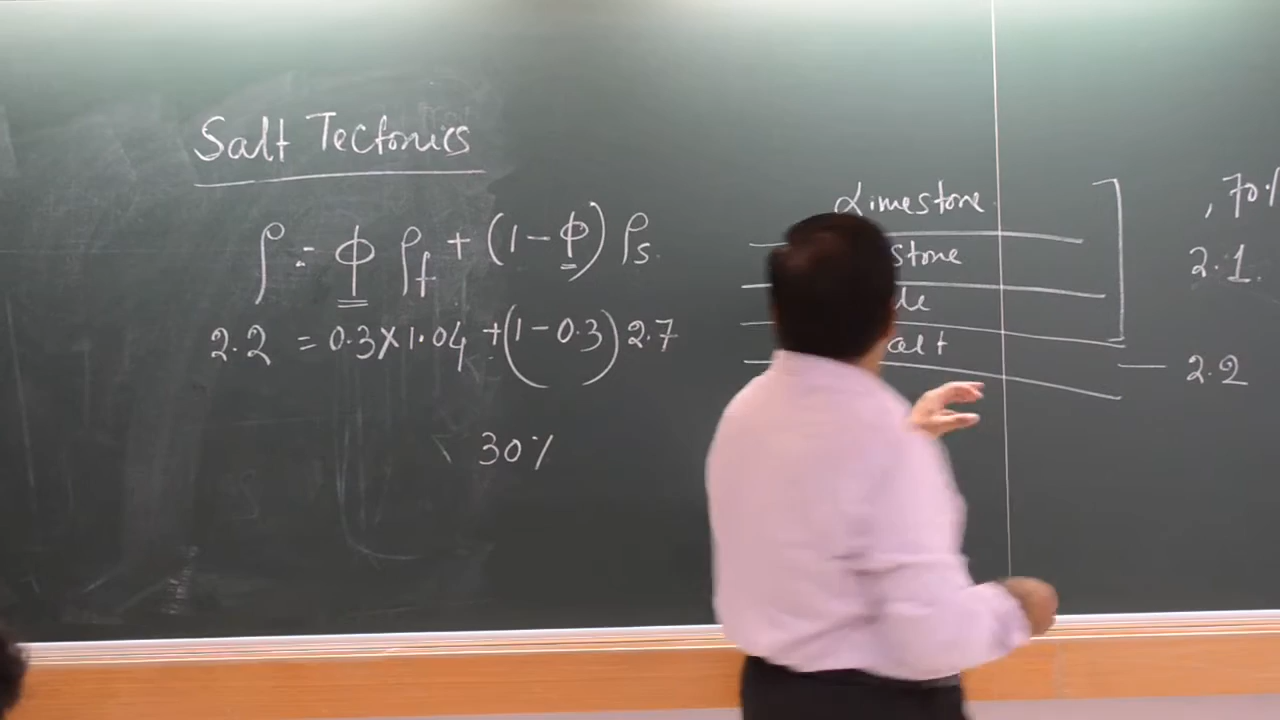 Salt Tectonics
ρ = Φ ρf + (1 - Φ) ρs
2.2 = 0.3 x 1.04 + (1 - 0.3) 2.7
30%
Limestone
stone
le
alt
, 70%
2.1.
2.2